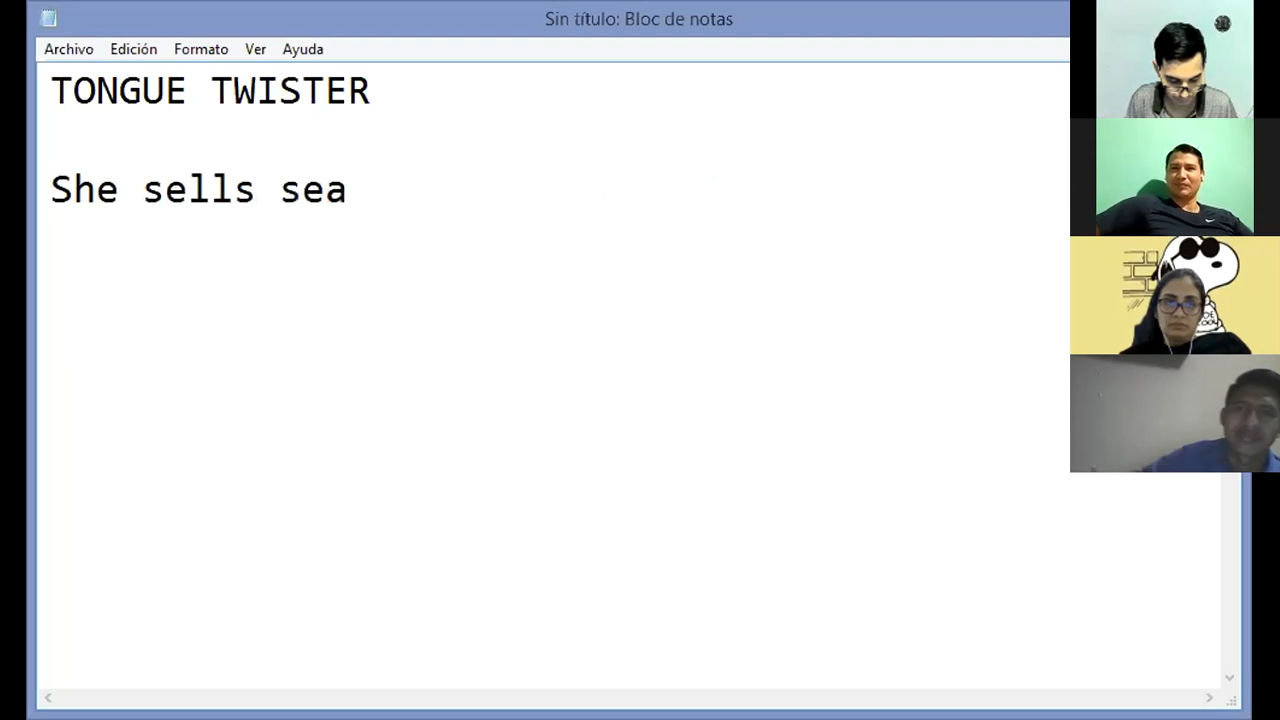 Sin título: Bloc de notas
Archivo Edición Formato Ver Ayuda
TONGUE TWISTER
She sells sea